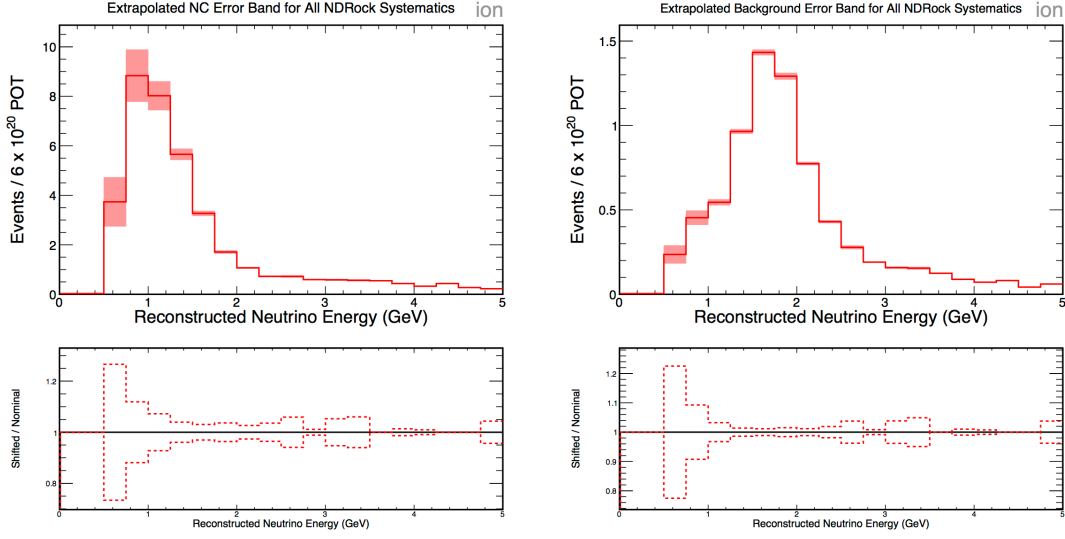 Extrapolated NC Error Band for All NDRock Systematics
ion
Events / 6 x 10²⁰ POT
10
8
6
4
2
0
0 1 2 3 4 5
Reconstructed Neutrino Energy (GeV)
Shifted / Nominal
1.2
1
0.8
0 1 2 3 4 5
Reconstructed Neutrino Energy (GeV)
Extrapolated Background Error Band for All NDRock Systematics
ion
Events / 6 x 10²⁰ POT
1.5
1
0.5
0
0 1 2 3 4 5
Reconstructed Neutrino Energy (GeV)
Shifted / Nominal
1.2
1.1
1
0.9
0.8
0 1 2 3 4 5
Reconstructed Neutrino Energy (GeV)